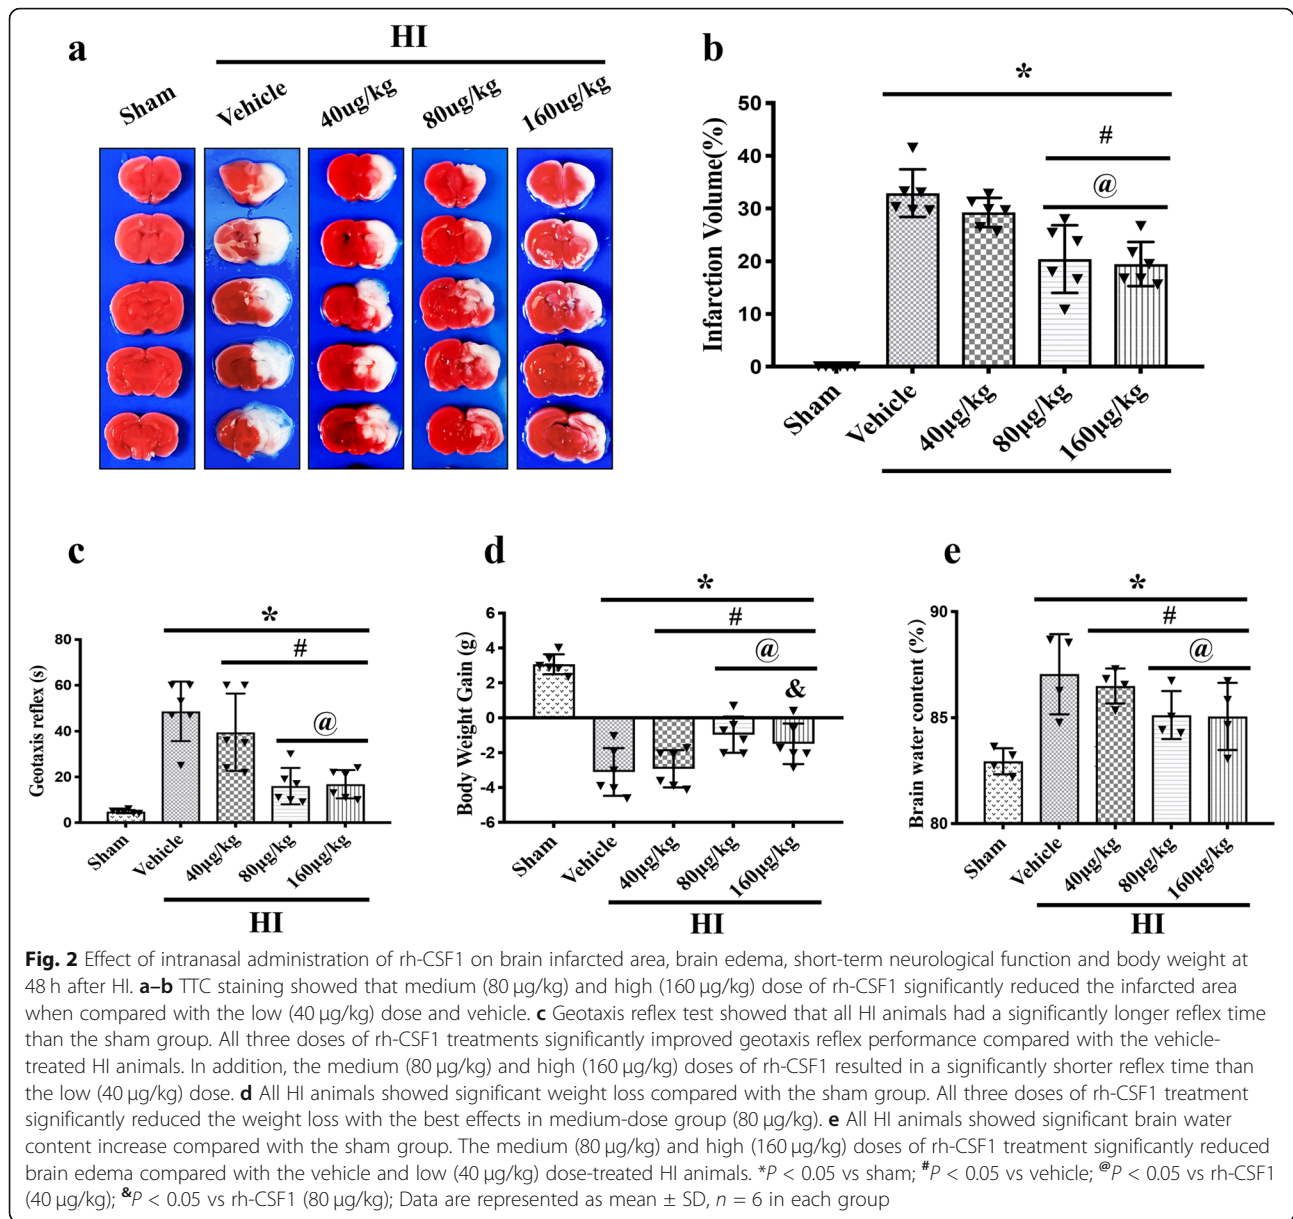 a
HI
Sham
Vehicle
40ug/kg
80ug/kg
160ug/kg
b
*
#
@
Infarction Volume(%)
50
40
30
20
10
0
Sham
Vehicle
40μg/kg
80μg/kg
160μg/kg
c
*
#
@
Geotaxis reflex (s)
80
60
40
20
0
Sham
Vehicle
40μg/kg
80μg/kg
160μg/kg
HI
d
*
#
@
&
Body Weight Gain (g)
6
4
2
0
-2
-4
-6
Sham
Vehicle
40μg/kg
80μg/kg
160μg/kg
HI
e
*
#
@
Brain water content (%)
90
85
80
Sham
Vehicle
40μg/kg
80μg/kg
160μg/kg
HI
Fig. 2 Effect of intranasal administration of rh-CSF1 on brain infarcted area, brain edema, short-term neurological function and body weight at
48 h after HI. a–b TTC staining showed that medium (80 μg/kg) and high (160 μg/kg) dose of rh-CSF1 significantly reduced the infarcted area
when compared with the low (40 μg/kg) dose and vehicle. c Geotaxis reflex test showed that all HI animals had a significantly longer reflex time
than the sham group. All three doses of rh-CSF1 treatments significantly improved geotaxis reflex performance compared with the vehicle-
treated HI animals. In addition, the medium (80 μg/kg) and high (160 μg/kg) doses of rh-CSF1 resulted in a significantly shorter reflex time than
the low (40 μg/kg) dose. d All HI animals showed significant weight loss compared with the sham group. All three doses of rh-CSF1 treatment
significantly reduced the weight loss with the best effects in medium-dose group (80 μg/kg). e All HI animals showed significant brain water
content increase compared with the sham group. The medium (80 μg/kg) and high (160 μg/kg) doses of rh-CSF1 treatment significantly reduced
brain edema compared with the vehicle and low (40 μg/kg) dose-treated HI animals. *P < 0.05 vs sham; #P < 0.05 vs vehicle; @P < 0.05 vs rh-CSF1
(40 μg/kg); &P < 0.05 vs rh-CSF1 (80 μg/kg); Data are represented as mean ± SD, n = 6 in each group